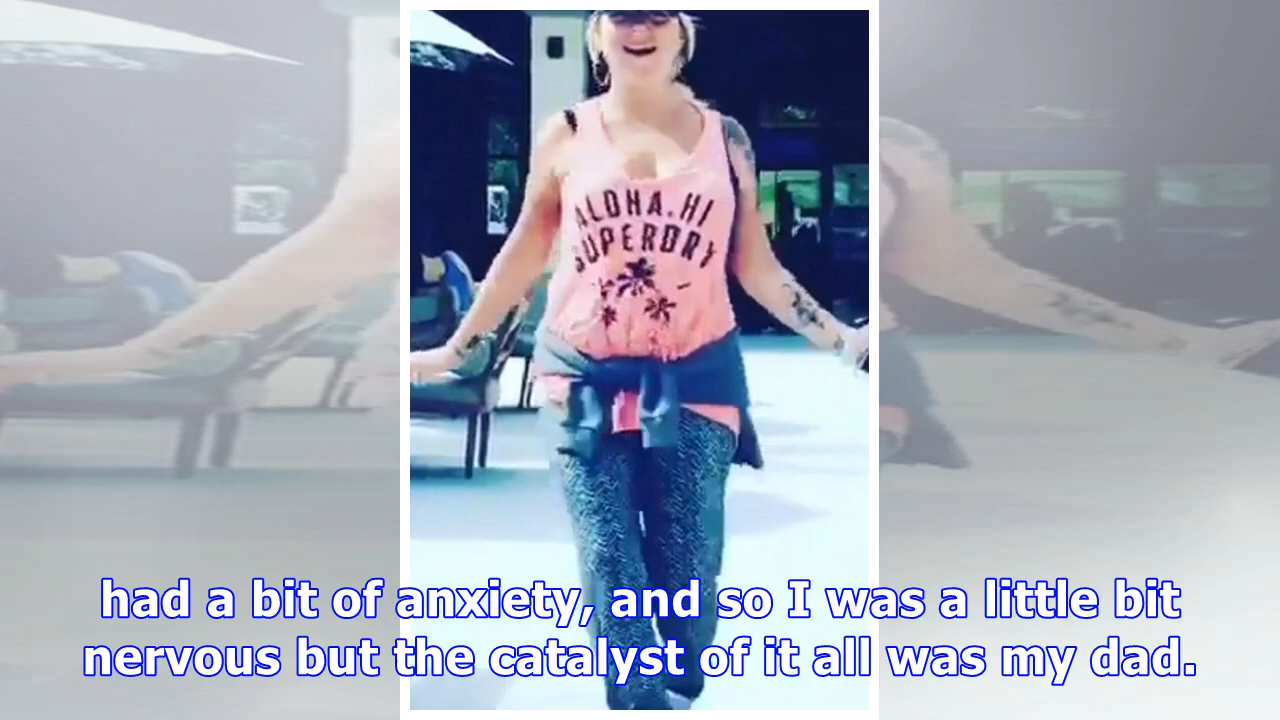 ALOHA.HI
SUPERDRY
had a bit of anxiety, and so I was a little bit
nervous but the catalyst of it all was my dad.